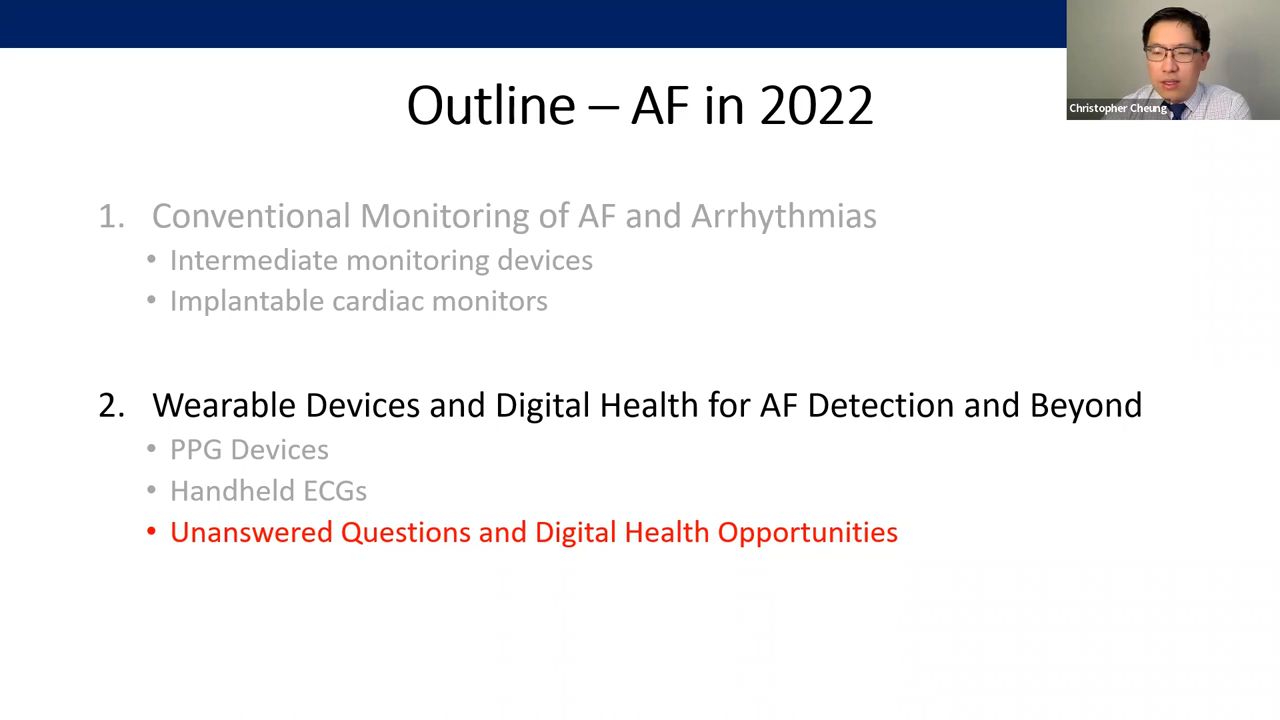 Christopher Cheung
Outline – AF in 2022
1. Conventional Monitoring of AF and Arrhythmias
• Intermediate monitoring devices
• Implantable cardiac monitors
2. Wearable Devices and Digital Health for AF Detection and Beyond
• PPG Devices
• Handheld ECGs
• Unanswered Questions and Digital Health Opportunities